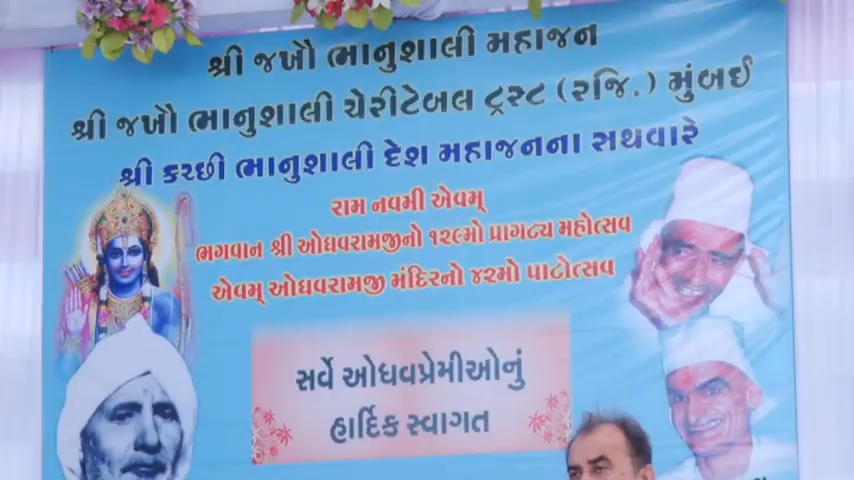 શ્રી જખૌ ભાનુશાલી મહાજન
શ્રી જખૌ ભાનુશાલી ચેરીટેબલ ટ્રસ્ટ (રજિ.) મુંબઈ
શ્રી કચ્છી ભાનુશાલી દેશ મહાજનના સથવારે
રામ નવમી એવમ્
ભગવાન શ્રી ઓધવરામજીનો ૧૨૯મો પ્રાગટ્ય મહોત્સવ
એવમ્ ઓધવરામજી મંદિરનો ૪૨મો પાટોત્સવ
સર્વે ઓધવપ્રેમીઓનું
હાર્દિક સ્વાગત